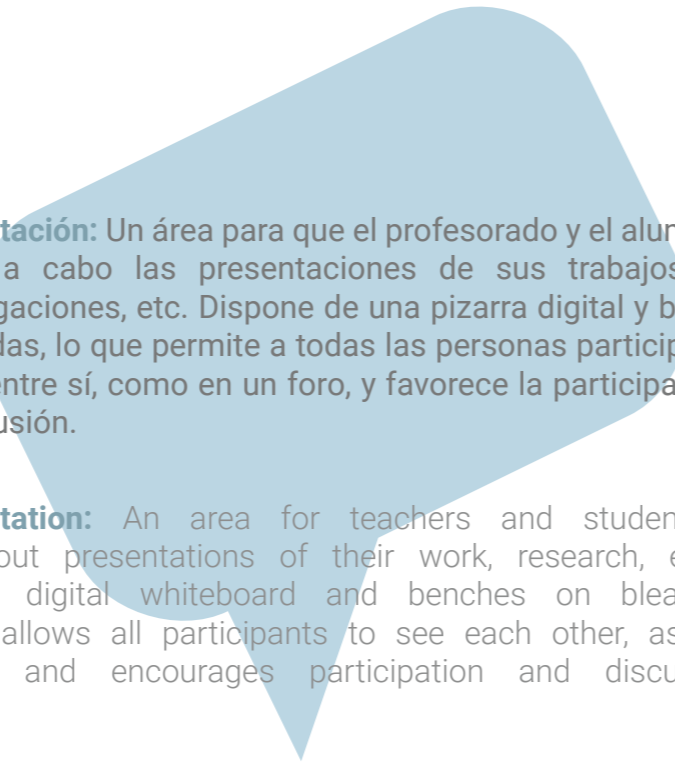 tación: Un área para que el profesorado y el alum
a cabo las presentaciones de sus trabajos
gaciones, etc. Dispone de una pizarra digital y b
das, lo que permite a todas las personas particip
entre sí, como en un foro, y favorece la participa
usión.
tation: An area for teachers and studen
out presentations of their work, research, e
digital whiteboard and benches on blea
allows all participants to see each other, as
and encourages participation and discu